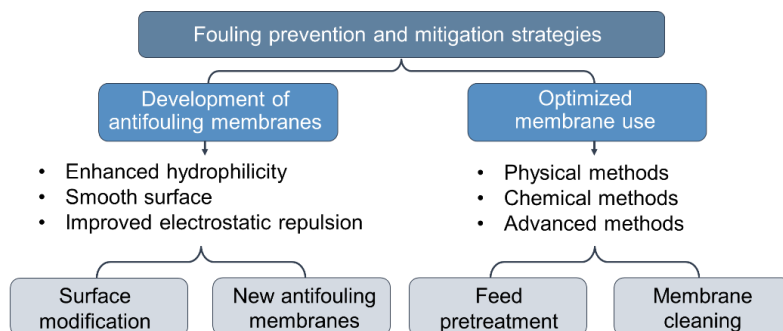 Fouling prevention and mitigation strategies
Development of
antifouling membranes
• Enhanced hydrophilicity
• Smooth surface
• Improved electrostatic repulsion
Surface
modification
New antifouling
membranes
Optimized
membrane use
• Physical methods
• Chemical methods
• Advanced methods
Feed
pretreatment
Membrane
cleaning